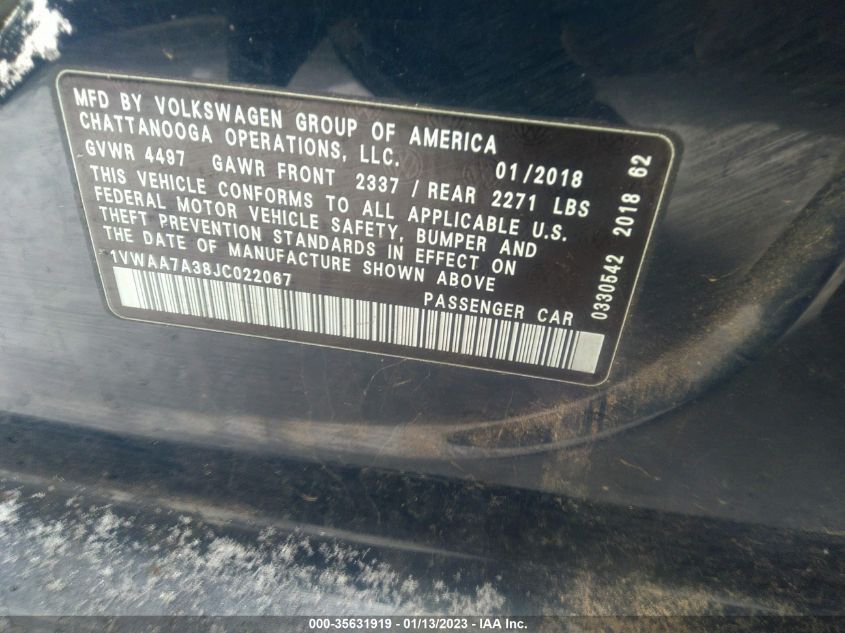 MFD BY VOLKSWAGEN GROUP OF AMERICA
CHATTANOOGA OPERATIONS, LLC.
01/2018
GVWR 4497 GAWR FRONT 2337 / REAR 2271 LBS
THIS VEHICLE CONFORMS TO ALL APPLICABLE U.S.
FEDERAL MOTOR VEHICLE SAFETY, BUMPER AND
THEFT PREVENTION STANDARDS IN EFFECT ON
THE DATE OF MANUFACTURE SHOWN ABOVE
1VWAA7A38JC022067
PASSENGER CAR
0330542 2018 62
000-35631919 - 01/13/2023 - IAA Inc.